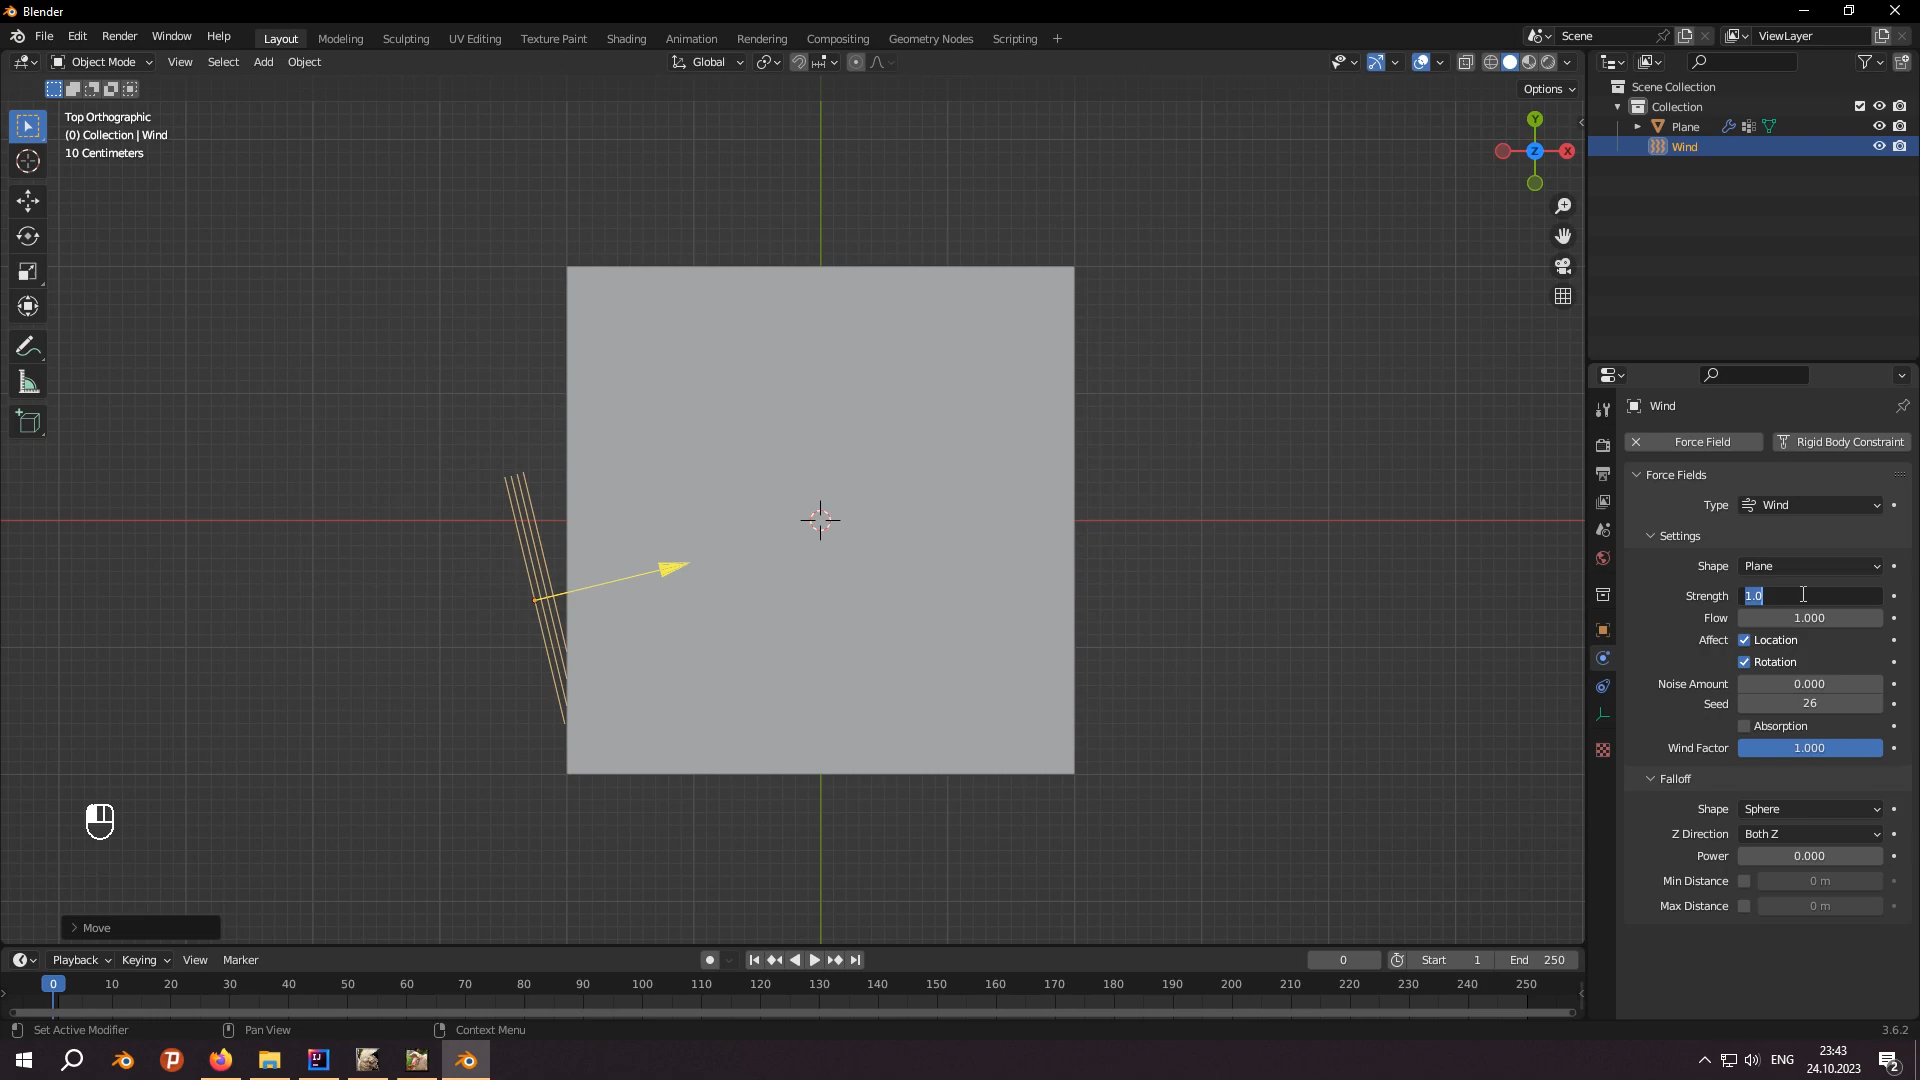 Blender
File Edit Render Window Help
Layout Modeling Sculpting UV Editing Texture Paint Shading Animation Rendering Compositing Geometry Nodes Scripting +
Scene ViewLayer
Object Mode View Select Add Object
Global
Options
Top Orthographic
(0) Collection | Wind
10 Centimeters
Y
X
Z
Scene Collection
Collection
Plane
Wind
Wind
Force Field Rigid Body Constraint
Force Fields
Type Wind
Settings
Shape Plane
Strength 1.0
Flow 1.000
Affect Location
Rotation
Noise Amount 0.000
Seed 26
Absorption
Wind Factor 1.000
Falloff
Shape Sphere
Z Direction Both Z
Power 0.000
Min Distance 0 m
Max Distance 0 m
Move
Playback Keying View Marker
0 Start 1 End 250
0 10 20 30 40 50 60 70 80 90 100 110 120 130 140 150 160 170 180 190 200 210 220 230 240 250
Set Active Modifier Pan View Context Menu
3.6.2
ENG
23:43
24.10.2023
2